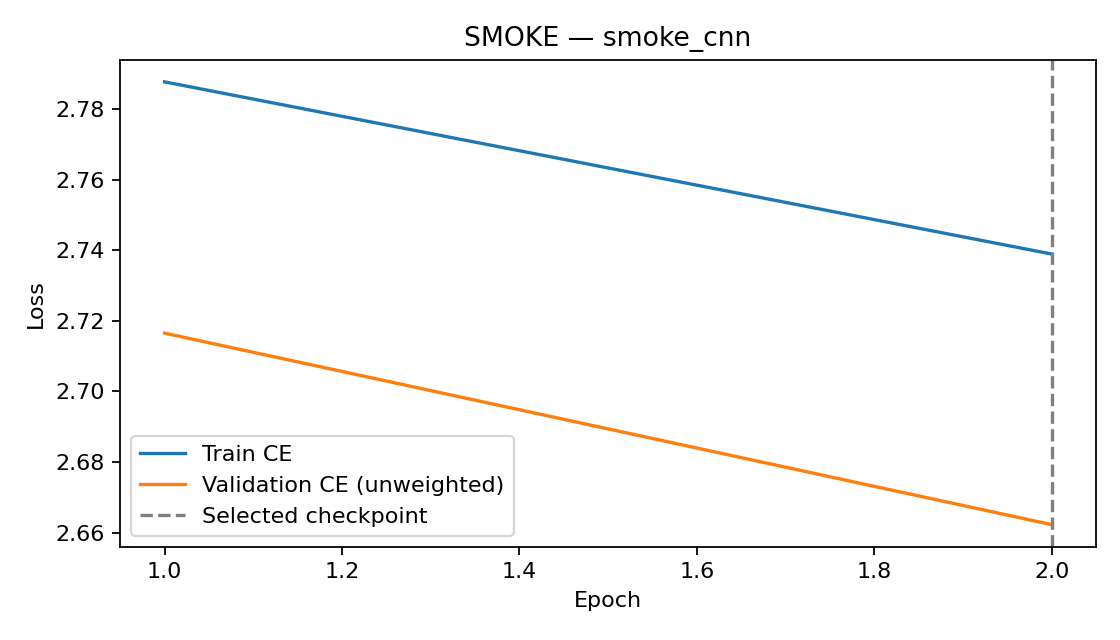 SMOKE — smoke_cnn
Loss
2.78
2.76
2.74
2.72
2.70
2.68
2.66
Train CE
Validation CE (unweighted)
Selected checkpoint
1.0 1.2 1.4 1.6 1.8 2.0
Epoch